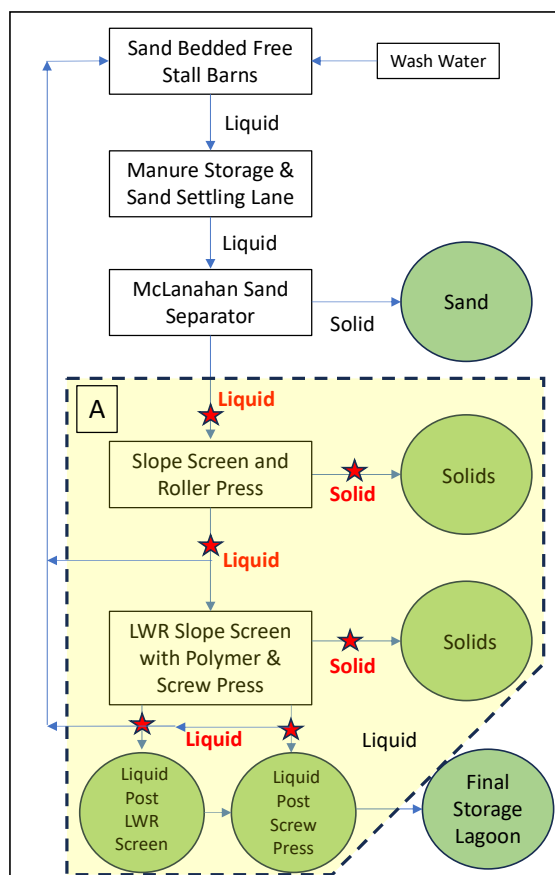 Sand Bedded Free
Stall Barns
Wash Water
Liquid
Manure Storage &
Sand Settling Lane
Liquid
McLanahan Sand
Separator
Solid
Sand
A
Liquid
Slope Screen and
Roller Press
Solid
Solids
Liquid
LWR Slope Screen
with Polymer &
Screw Press
Solid
Solids
Liquid
Liquid
Liquid
Post
LWR
Screen
Liquid
Post
Screw
Press
Final
Storage
Lagoon